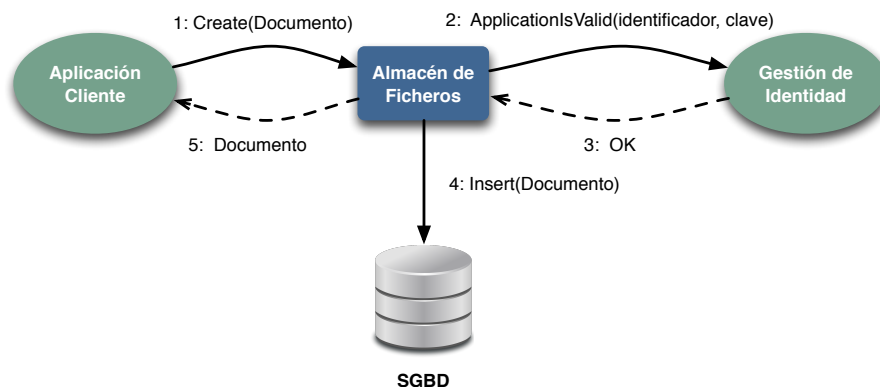 1: Create(Documento)
2:  ApplicationIsValid(identificador, clave)
Aplicación
Cliente
Almacén de
Ficheros
Gestión de
Identidad
5:  Documento
3:  OK
4: Insert(Documento)
SGBD